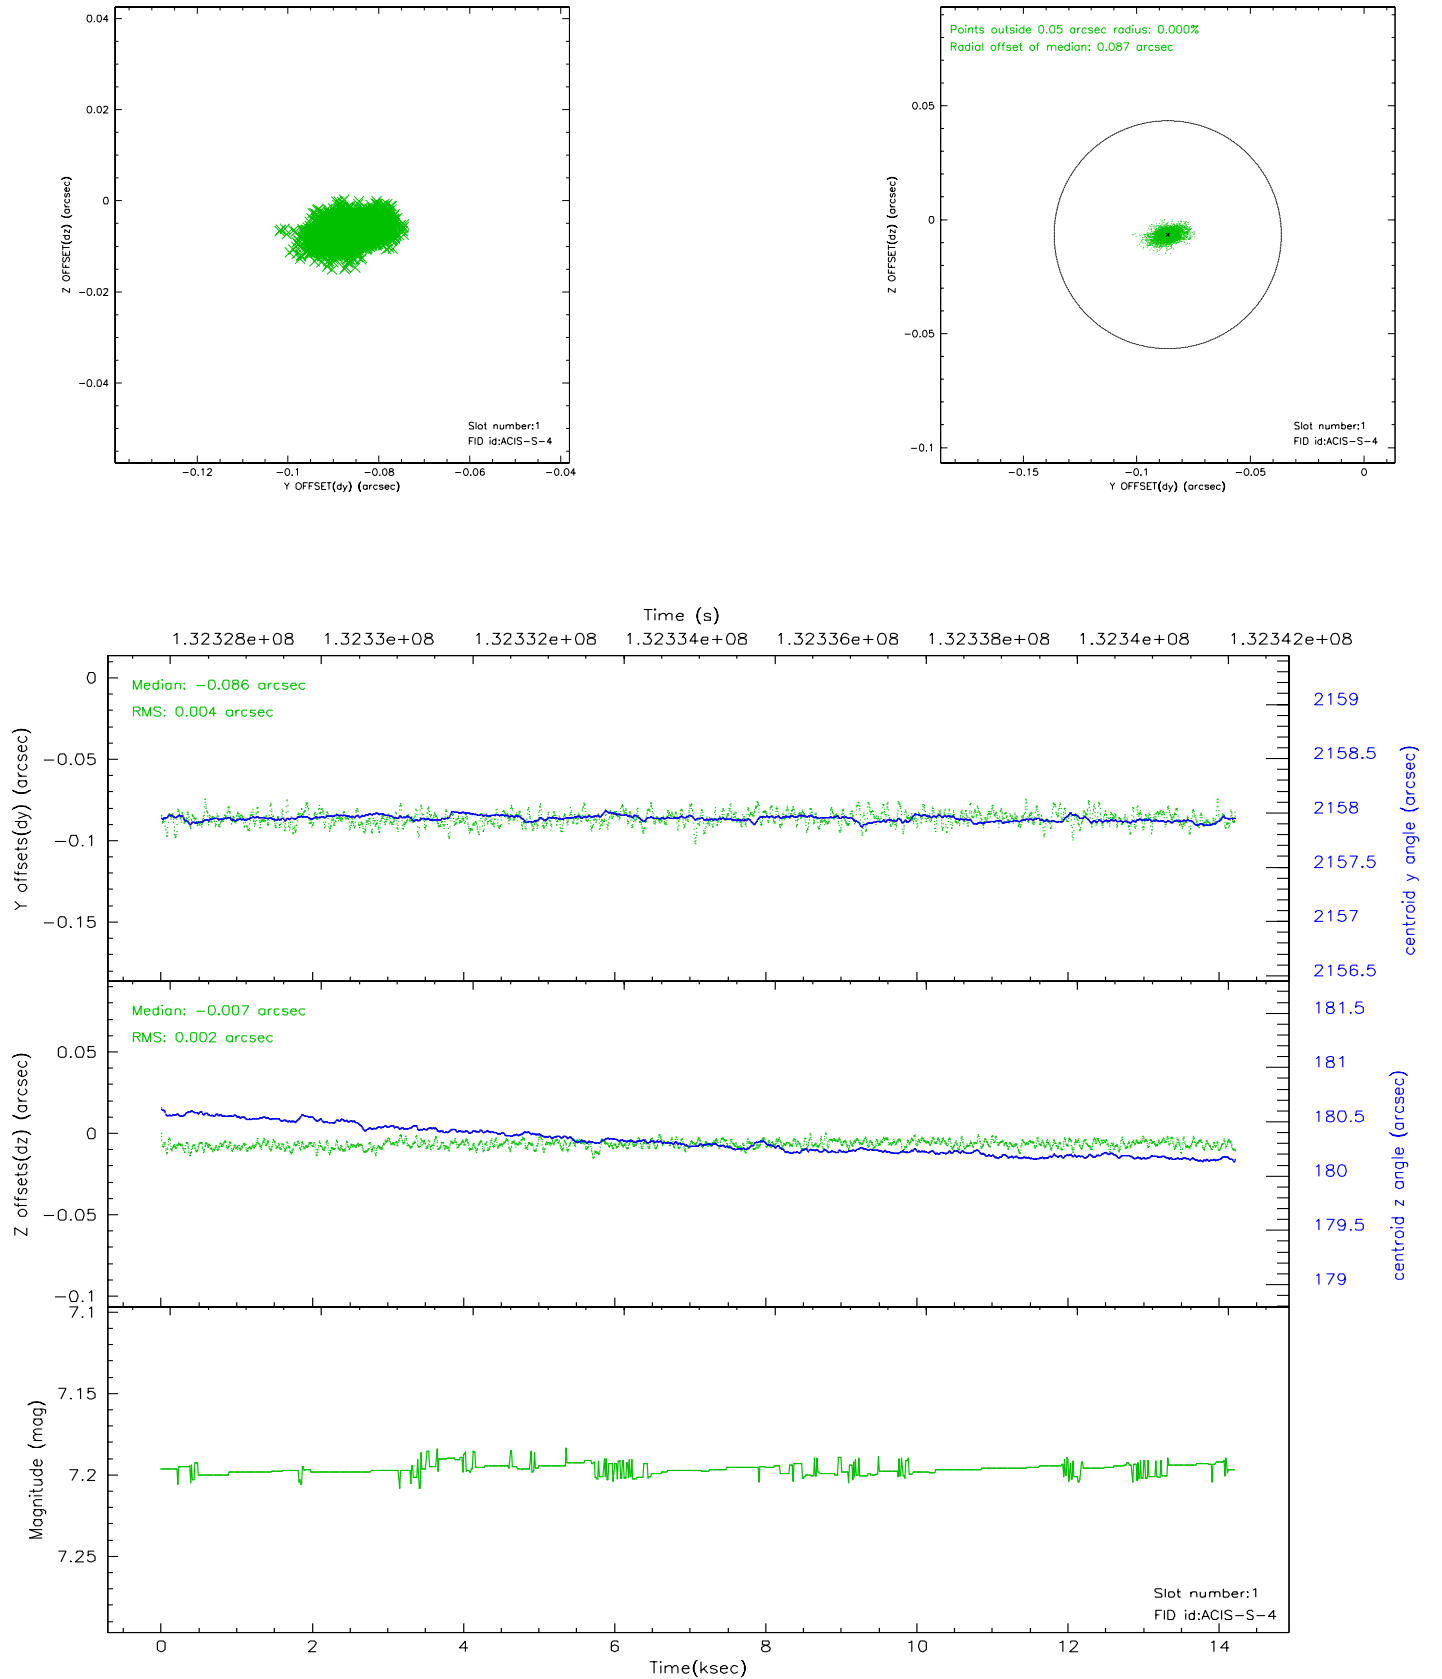 0.04
0.02
0
−0.02
−0.04
Z OFFSET(dz) (arcsec)
Slot number:1
FID id:ACIS−S−4
−0.12
−0.1
−0.08
−0.06
−0.04
Y OFFSET(dy) (arcsec)
Points outside 0.05 arcsec radius: 0.000%
Radial offset of median: 0.087 arcsec
0.05
0
−0.05
−0.1
Z OFFSET(dz) (arcsec)
Slot number:1
FID id:ACIS−S−4
−0.15
−0.1
−0.05
0
Y OFFSET(dy) (arcsec)
Time (s)
1.32328e+08
1.3233e+08
1.32332e+08
1.32334e+08
1.32336e+08
1.32338e+08
1.3234e+08
1.32342e+08
Median: −0.086 arcsec
RMS: 0.004 arcsec
0
−0.05
−0.1
−0.15
Y offsets(dy) (arcsec)
2159
2158.5
2158
2157.5
2157
2156.5
centroid y angle (arcsec)
Median: −0.007 arcsec
RMS: 0.002 arcsec
0.05
0
−0.05
−0.1
Z offsets(dz) (arcsec)
181.5
181
180.5
180
179.5
179
centroid z angle (arcsec)
7.1
7.15
7.2
7.25
Magnitude (mag)
Slot number:1
FID id:ACIS−S−4
0
2
4
6
8
10
12
14
Time(ksec)